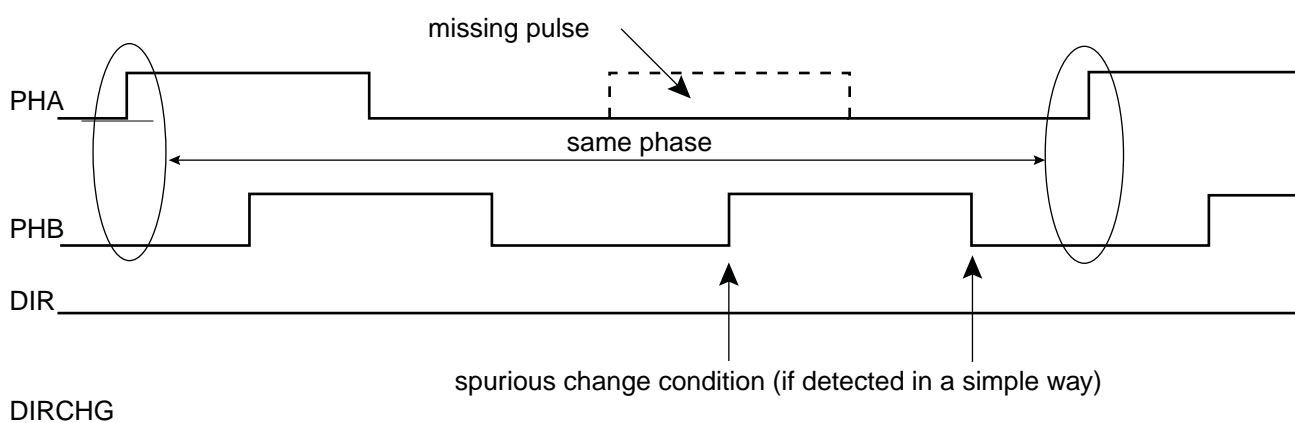 missing pulse
PHA
same phase
PHB
DIR
spurious change condition (if detected in a simple way)
DIRCHG